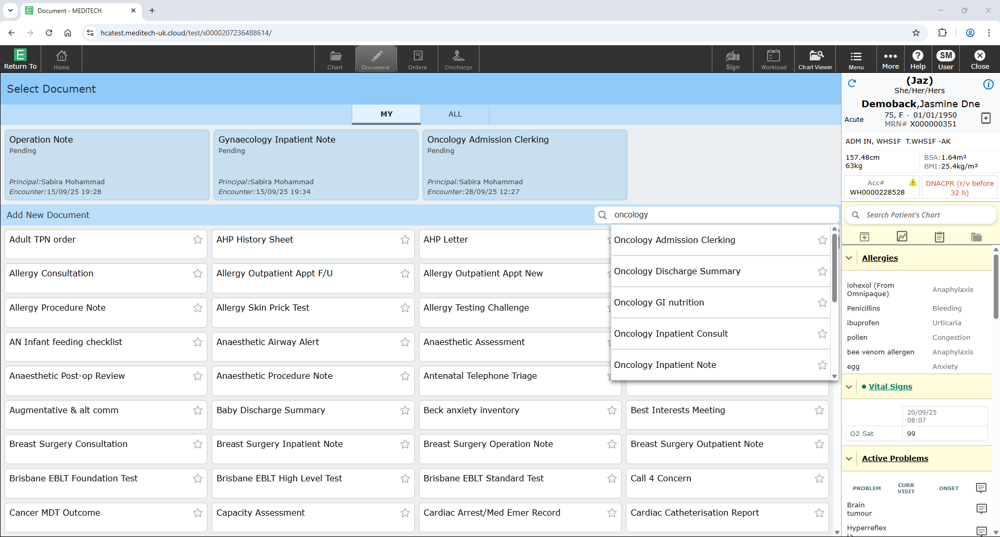 Document - MEDITECH
hcatest.meditech-uk.cloud/test/s0000207236488614/
E
Return To
Home
Chart
Document
Orders
Discharge
Sign
Workload
Chart Viewer
Menu
More
Help
SM
User
Close
Select Document
MY
ALL
Operation Note
Pending
Principal:Sabira Mohammad
Encounter:15/09/25 19:28
Gynaecology Inpatient Note
Pending
Principal:Sabira Mohammad
Encounter:15/09/25 19:34
Oncology Admission Clerking
Pending
Principal:Sabira Mohammad
Encounter:28/09/25 12:27
Add New Document
oncology
Oncology Admission Clerking
Oncology Discharge Summary
Oncology GI nutrition
Oncology Inpatient Consult
Oncology Inpatient Note
Adult TPN order
AHP History Sheet
AHP Letter
Allergy Consultation
Allergy Outpatient Appt F/U
Allergy Outpatient Appt New
Allergy Procedure Note
Allergy Skin Prick Test
Allergy Testing Challenge
AN Infant feeding checklist
Anaesthetic Airway Alert
Anaesthetic Assessment
Anaesthetic Post-op Review
Anaesthetic Procedure Note
Antenatal Telephone Triage
Augmentative & alt comm
Baby Discharge Summary
Beck anxiety inventory
Best Interests Meeting
Breast Surgery Consultation
Breast Surgery Inpatient Note
Breast Surgery Operation Note
Breast Surgery Outpatient Note
Brisbane EBLT Foundation Test
Brisbane EBLT High Level Test
Brisbane EBLT Standard Test
Call 4 Concern
Cancer MDT Outcome
Capacity Assessment
Cardiac Arrest/Med Emer Record
Cardiac Catheterisation Report
(Jaz)
She/Her/Hers
Demoback,Jasmine Dne
Acute
75, F · 01/01/1950
MRN# X000000351
ADM IN, WHS1F T.WHS1F -AK
157.48cm
63kg
BSA:1.64m²
BMI:25.4kg/m²
Acc#
WH0000228528
DNACPR (r/v before
32 h)
Search Patient's Chart
Allergies
iohexol (From
Omnipaque)
Anaphylaxis
Penicillins
Bleeding
ibuprofen
Urticaria
pollen
Congestion
bee venom allergen
Anaphylaxis
egg
Anxiety
Vital Signs
20/09/25
08:07
O2 Sat
99
Active Problems
PROBLEM
CURR
VISIT
ONSET
Brain
tumour
Hyperreflex